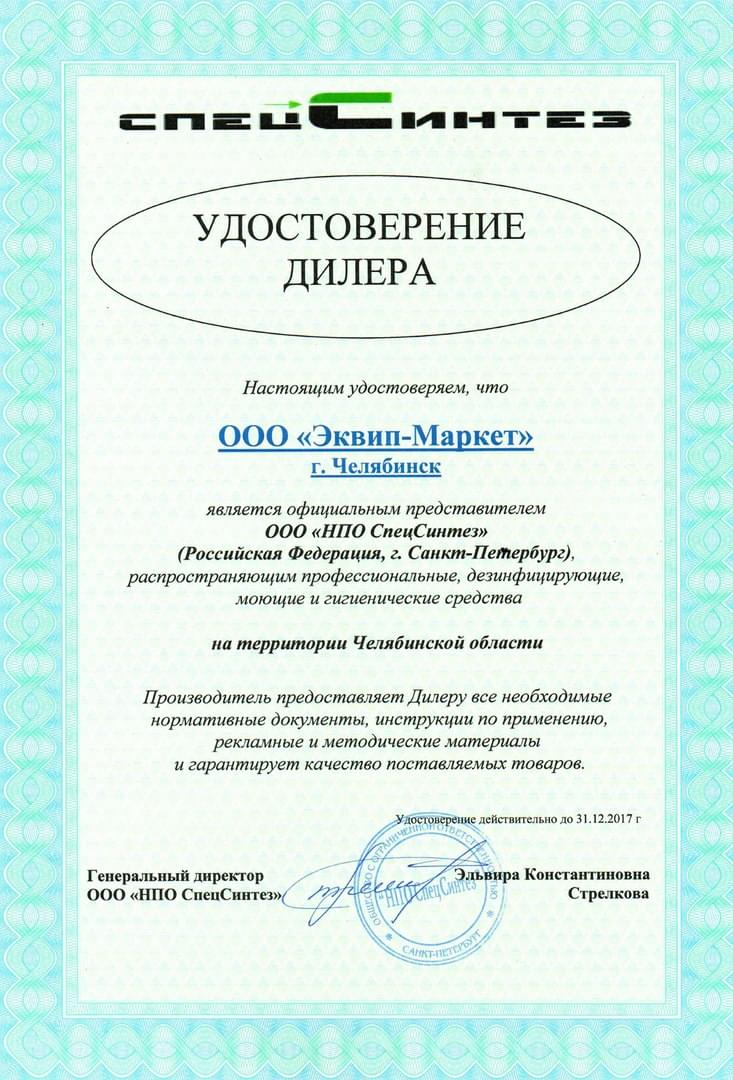 СПЕЦСИНТЕЗ
УДОСТОВЕРЕНИЕ
ДИЛЕРА
Настоящим удостоверяем, что
ООО «Эквип-Маркет»
г. Челябинск
является официальным представителем
ООО «НПО СпецСинтез»
(Российская Федерация, г. Санкт-Петербург),
распространяющим профессиональные, дезинфицирующие,
моющие и гигиенические средства
на территории Челябинской области
Производитель предоставляет Дилеру все необходимые
нормативные документы, инструкции по применению,
рекламные и методические материалы
и гарантирует качество поставляемых товаров.
Удостоверение действительно до 31.12.2017 г
Генеральный директор
ООО «НПО СпецСинтез»
Эльвира Константиновна
Стрелкова
ОБЩЕСТВО С ОГРАНИЧЕННОЙ ОТВЕТСТВЕННОСТЬЮ
"НПО СпецСинтез"
САНКТ-ПЕТЕРБУРГ